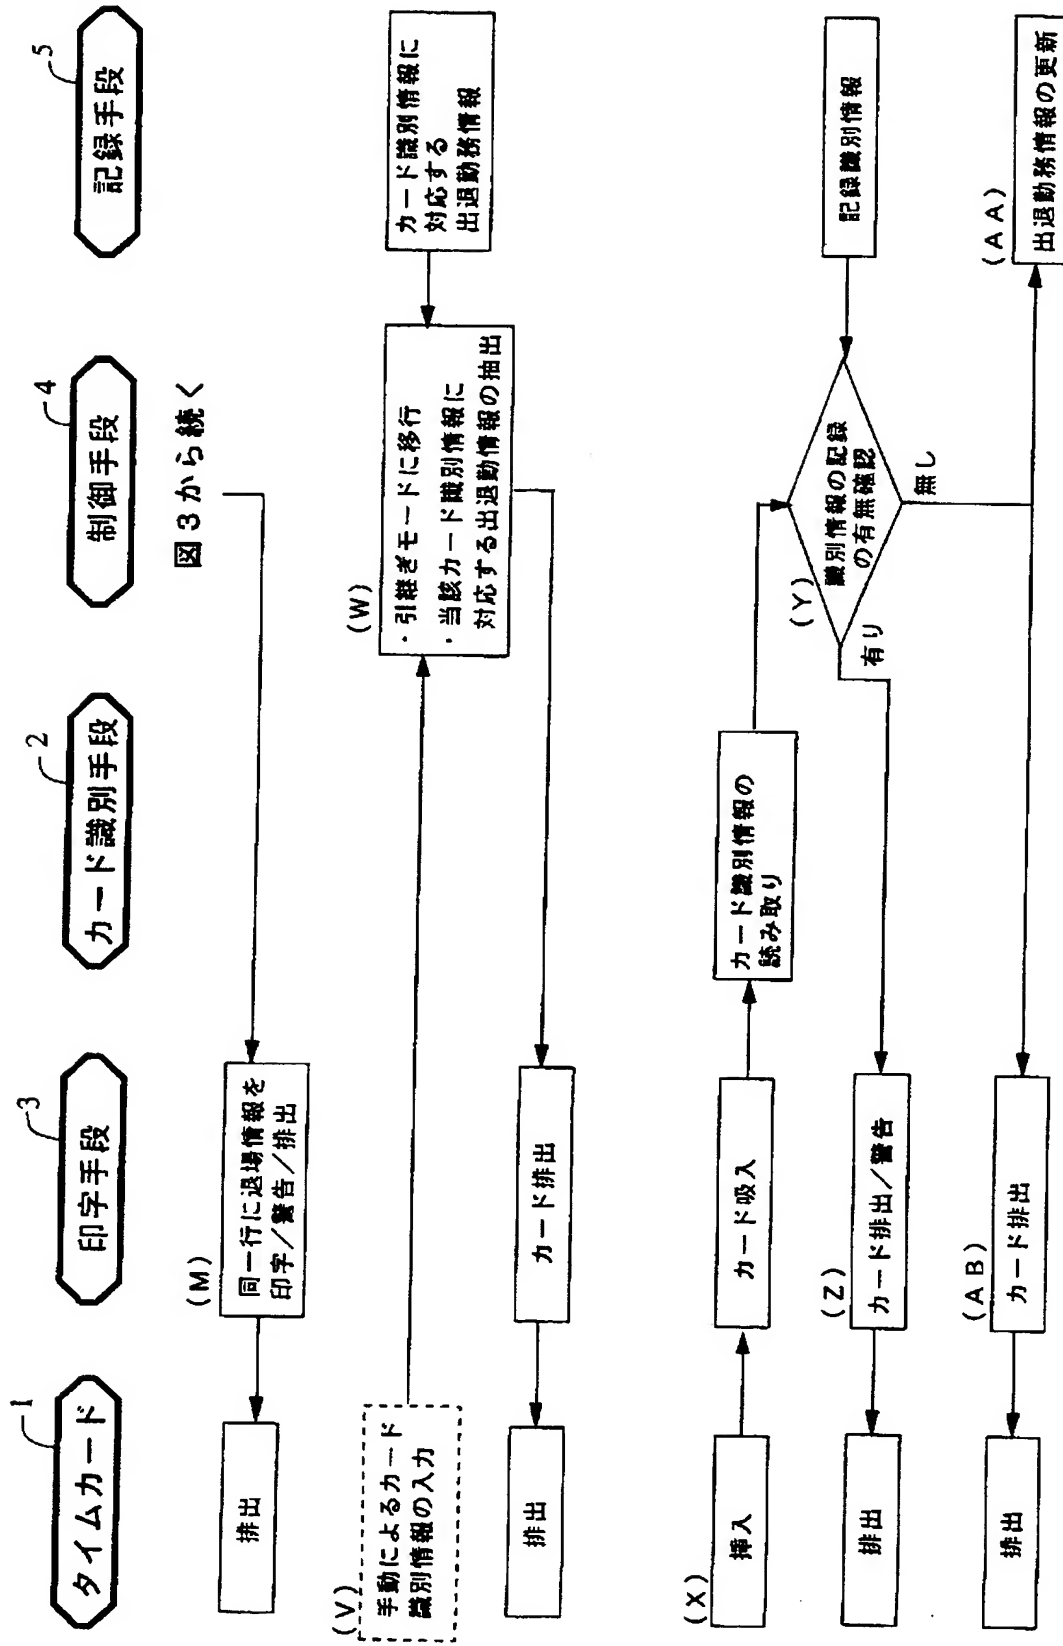 タイムカード
1
印字手段
3
カード識別手段
2
制御手段
4
記録手段
5
図3から続く
(M)
同一行に退場情報を
印字/警告/排出
排出
(V)
手動によるカード
識別情報の入力
(W)
・引継ぎモードに移行
・当該カード識別情報に
対応する出退勤情報の抽出
カード識別情報に
対応する
出退勤務情報
カード排出
排出
(X)
挿入
カード吸入
カード識別情報の
読み取り
(Y)
識別情報の記録
の有無確認
記録識別情報
有り
無し
(Z)
カード排出/警告
排出
(AA)
出退勤務情報の更新
(AB)
カード排出
排出